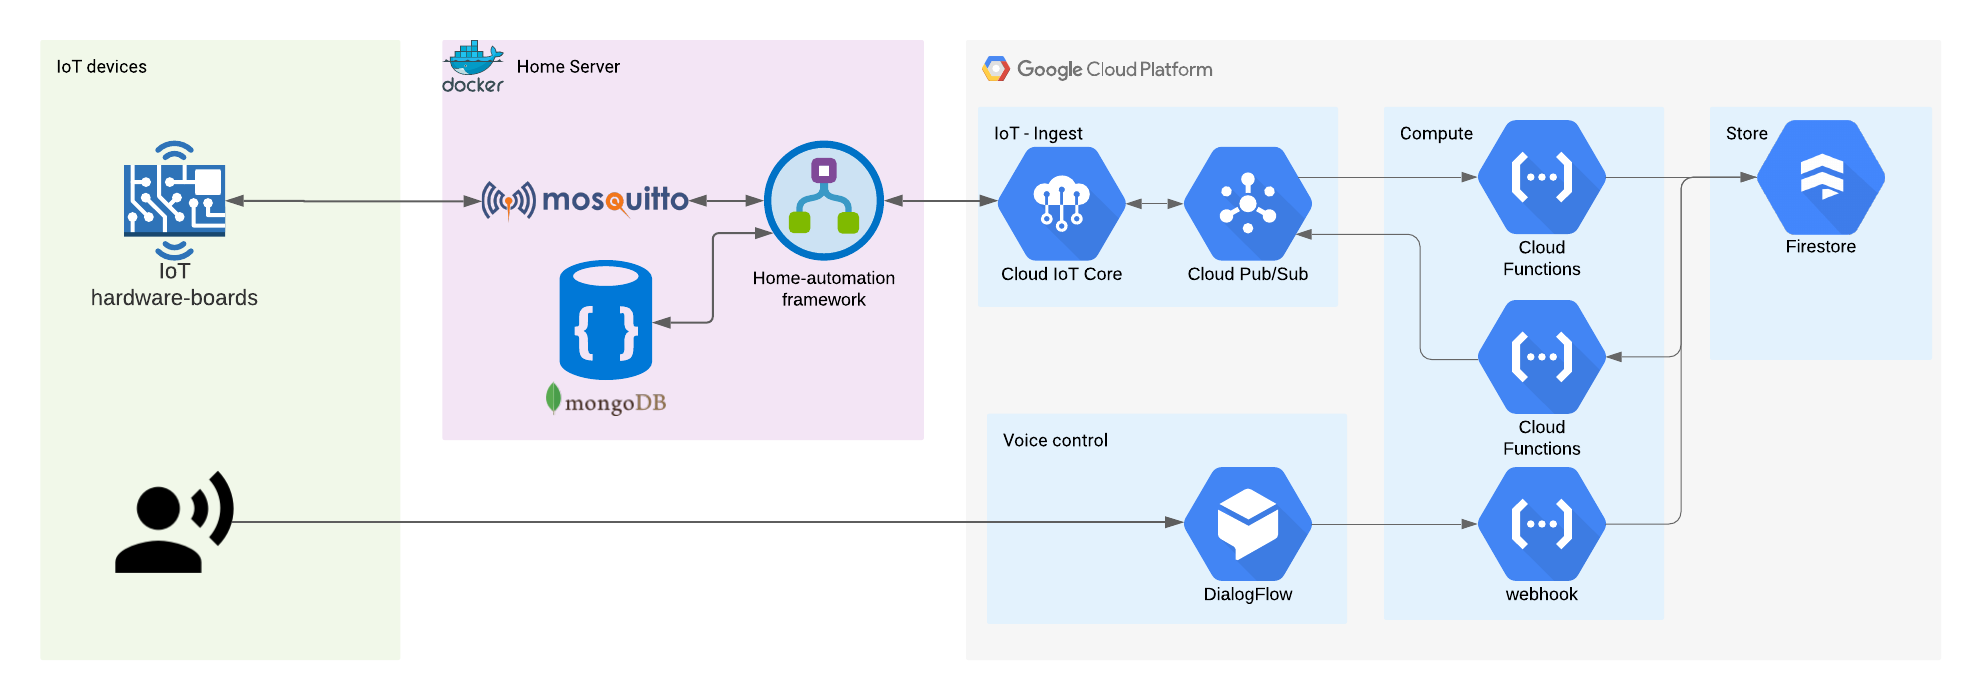 IoT devices
IoT
hardware-boards
docker
Home Server
mosquitto
Home-automation
framework
mongoDB
Google Cloud Platform
IoT - Ingest
Cloud IoT Core
Cloud Pub/Sub
Compute
Cloud
Functions
Cloud
Functions
webhook
Store
Firestore
Voice control
DialogFlow